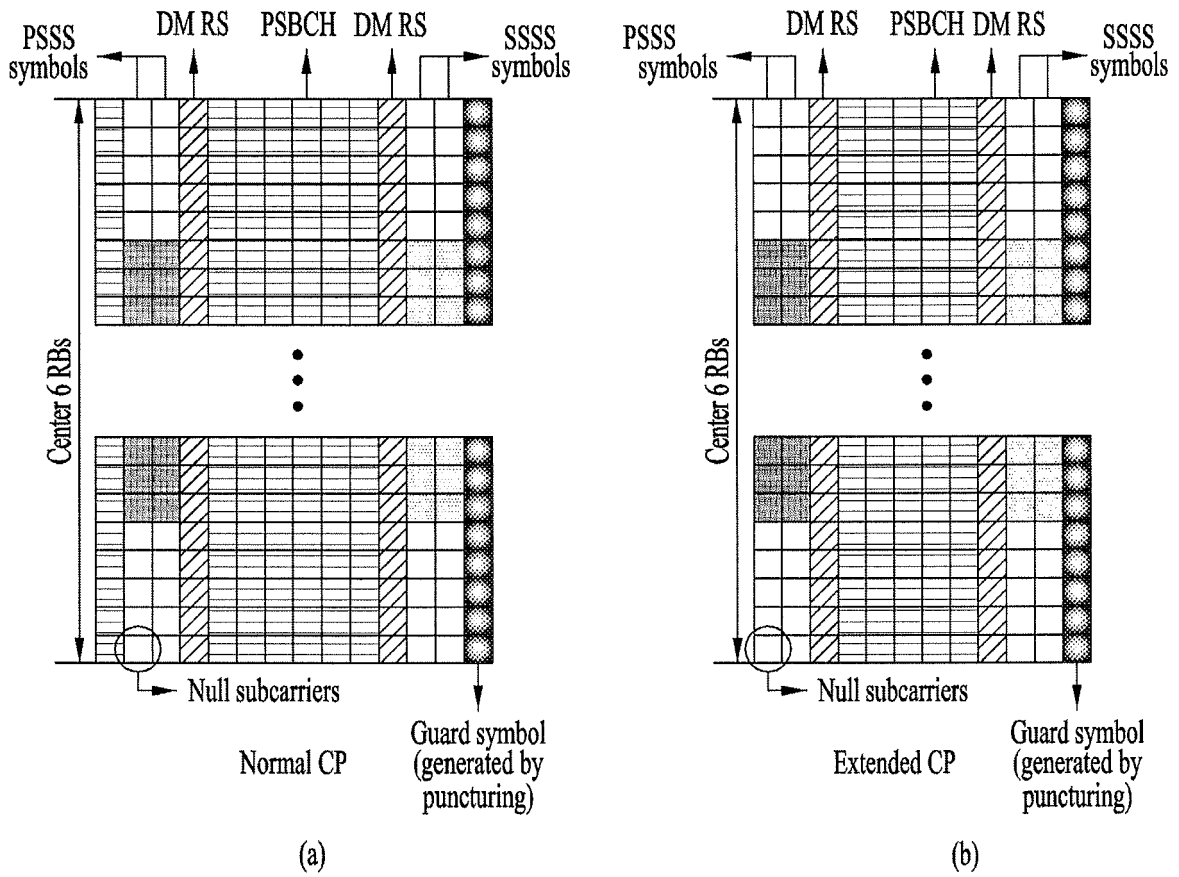 PSSS
symbols
DM RS
PSBCH
DM RS
SSSS
symbols
Center 6 RBs
Null subcarriers
Normal CP
Guard symbol
(generated by
puncturing)
(a)
PSSS
symbols
DM RS
PSBCH
DM RS
SSSS
symbols
Center 6 RBs
Null subcarriers
Extended CP
Guard symbol
(generated by
puncturing)
(b)